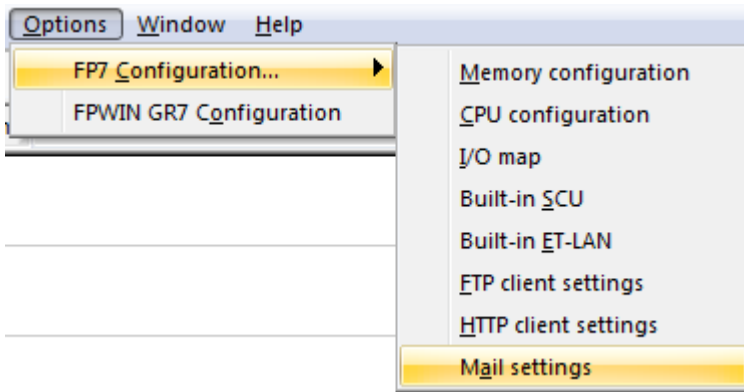 Options Window Help
FP7 Configuration...
FPWIN GR7 Configuration
Memory configuration
CPU configuration
I/O map
Built-in SCU
Built-in ET-LAN
FTP client settings
HTTP client settings
Mail settings